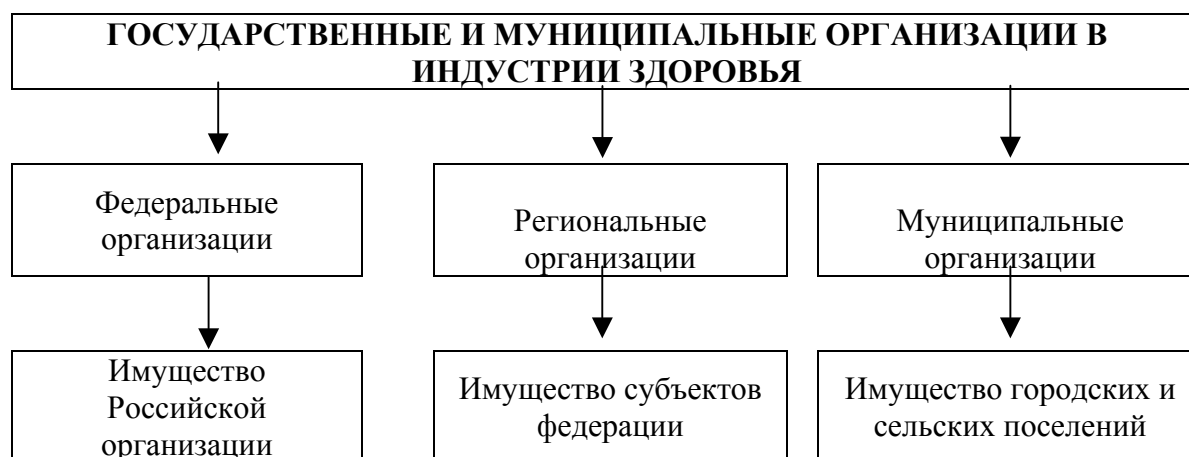 ГОСУДАРСТВЕННЫЕ И МУНИЦИПАЛЬНЫЕ ОРГАНИЗАЦИИ В
ИНДУСТРИИ ЗДОРОВЬЯ
Федеральные
организации
Региональные
организации
Муниципальные
организации
Имущество
Российской
организации
Имущество субъектов
федерации
Имущество городских и
сельских поселений